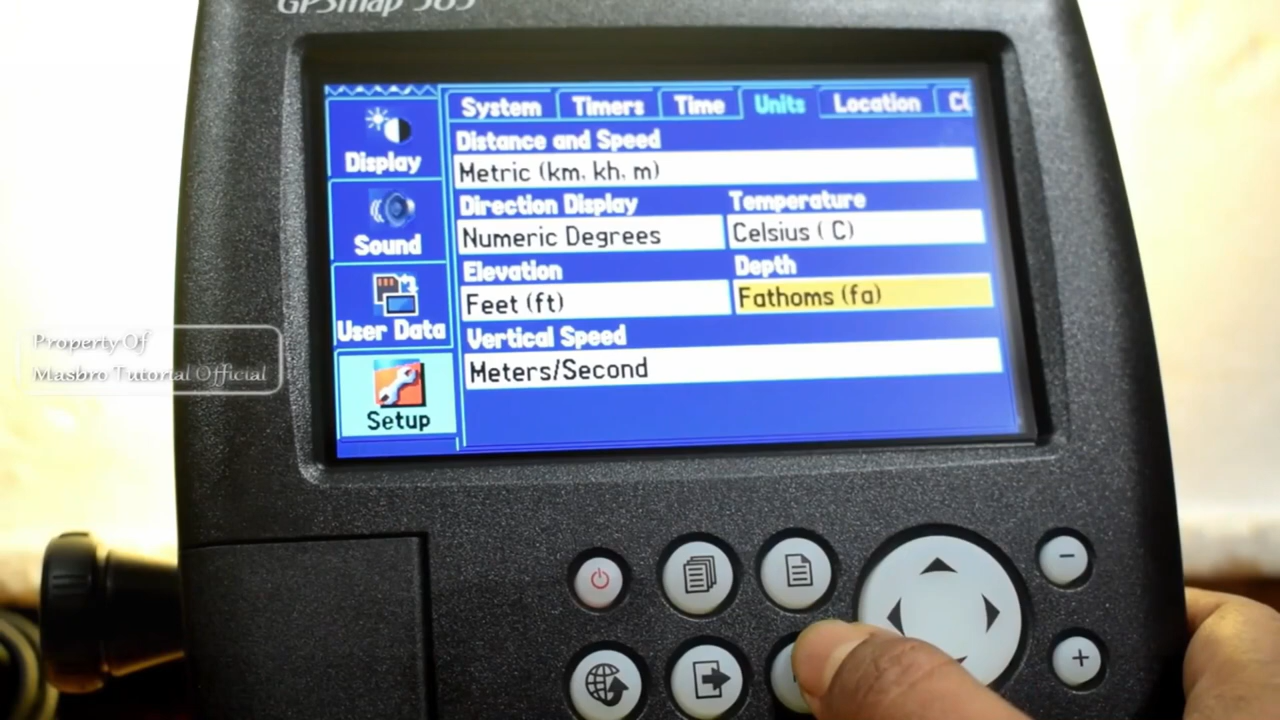 GPSmap 585
System Timers Time Units Location
Display
Distance and Speed
Metric (km, kh, m)
Sound
Direction Display Temperature
Numeric Degrees Celsius ( C)
User Data
Elevation Depth
Feet (ft) Fathoms (fa)
Setup
Vertical Speed
Meters/Second
Property Of
Masbro Tutorial Official